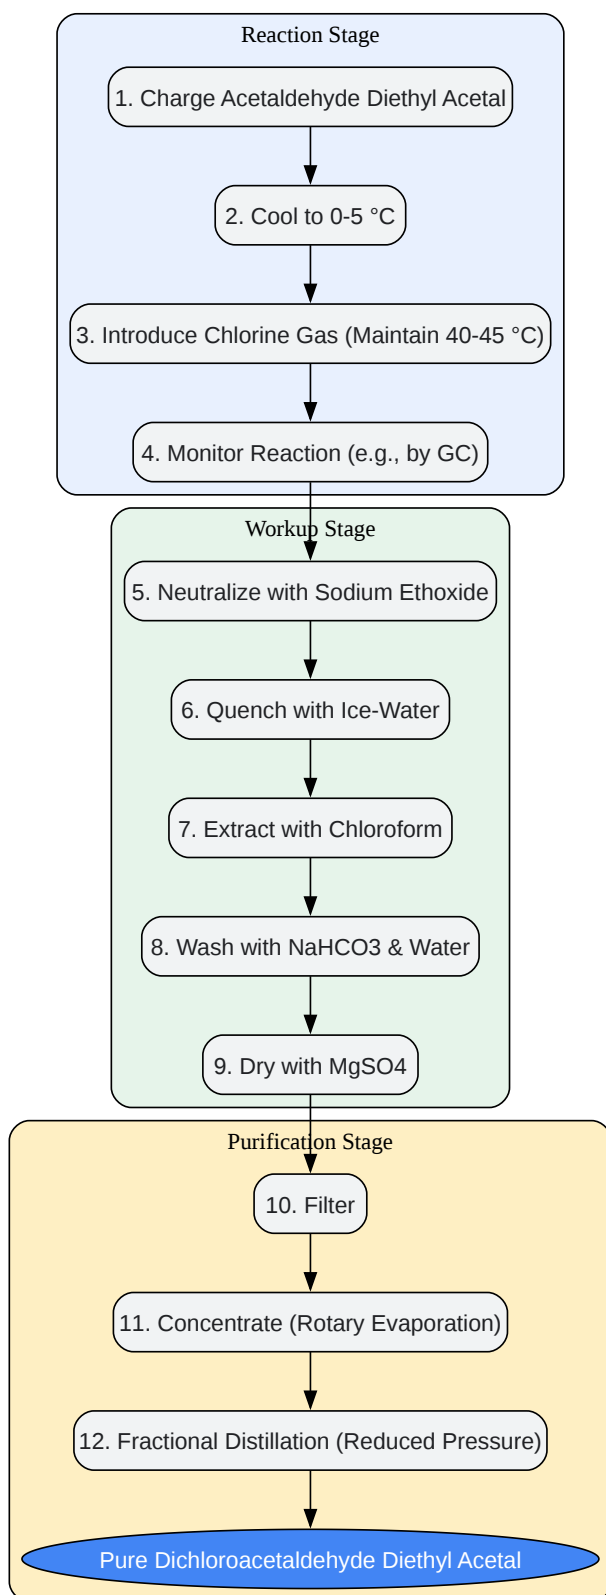 Reaction Stage
1. Charge Acetaldehyde Diethyl Acetal
2. Cool to 0-5 °C
3. Introduce Chlorine Gas (Maintain 40-45 °C)
4. Monitor Reaction (e.g., by GC)
Workup Stage
5. Neutralize with Sodium Ethoxide
6. Quench with Ice-Water
7. Extract with Chloroform
8. Wash with NaHCO3 & Water
9. Dry with MgSO4
Purification Stage
10. Filter
11. Concentrate (Rotary Evaporation)
12. Fractional Distillation (Reduced Pressure)
Pure Dichloroacetaldehyde Diethyl Acetal